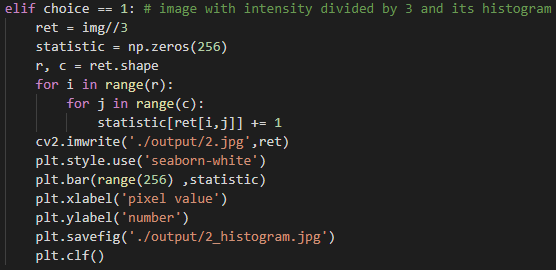 elif choice == 1: # image with intensity divided by 3 and its histogram
    ret = img//3
    statistic = np.zeros(256)
    r, c = ret.shape
    for i in range(r):
        for j in range(c):
            statistic[ret[i,j]] += 1
    cv2.imwrite('./output/2.jpg',ret)
    plt.style.use('seaborn-white')
    plt.bar(range(256) ,statistic)
    plt.xlabel('pixel value')
    plt.ylabel('number')
    plt.savefig('./output/2_histogram.jpg')
    plt.clf()